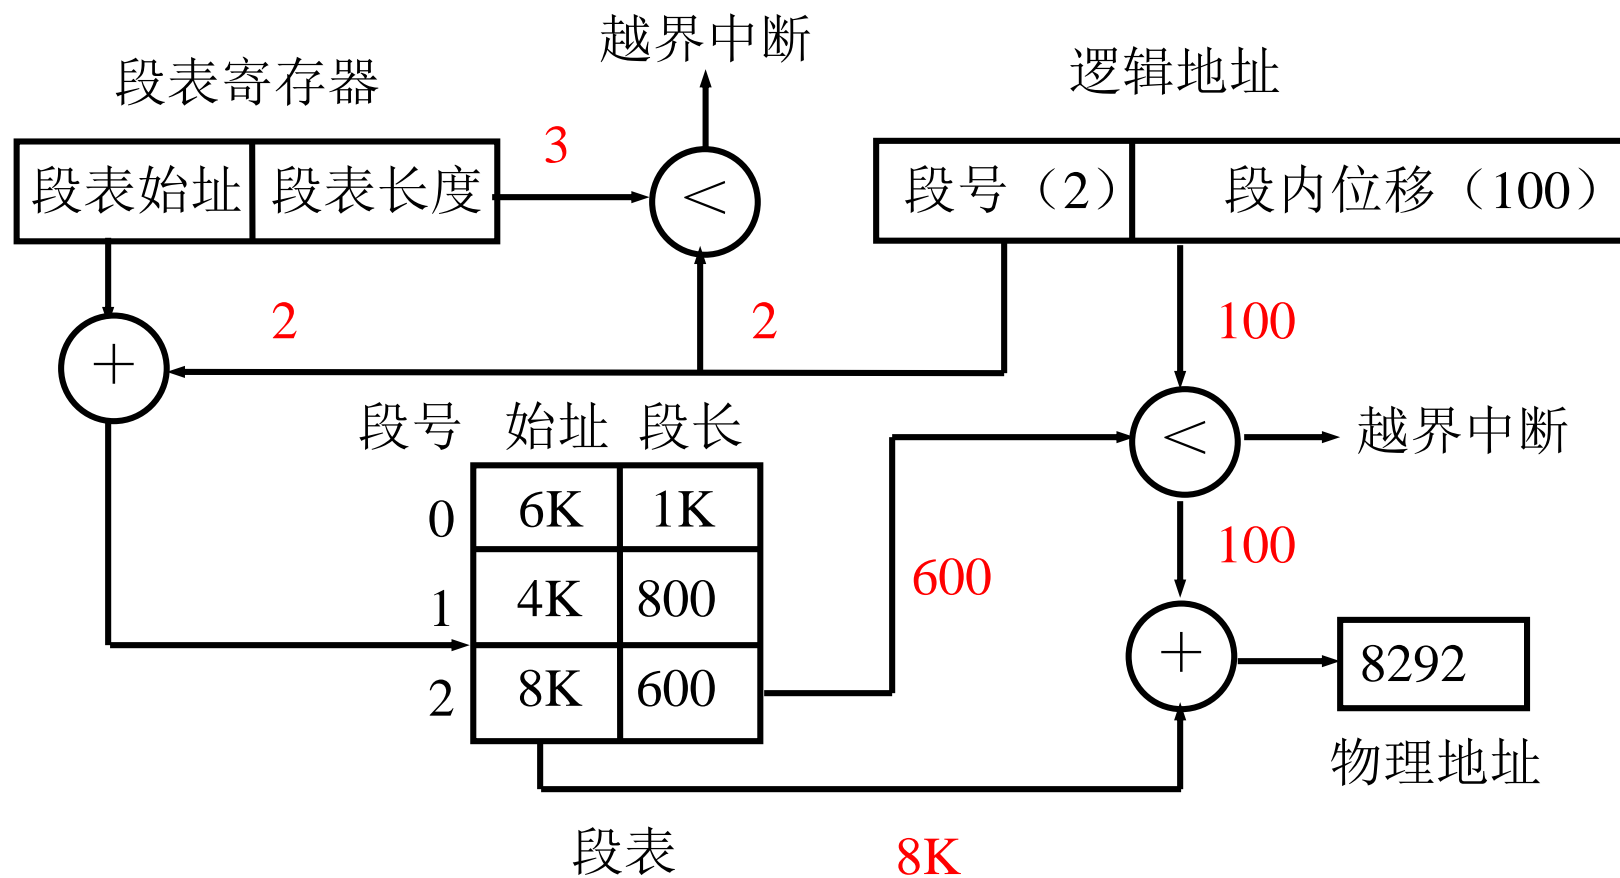 越界中断
逻辑地址
段表寄存器
3
段表始址 段表长度
<
段号（2） 段内位移（100）
2
2
100
+
段号 始址 段长
<
越界中断
0 6K 1K
100
600
1 4K 800
+
8292
2 8K 600
物理地址
段表
8K